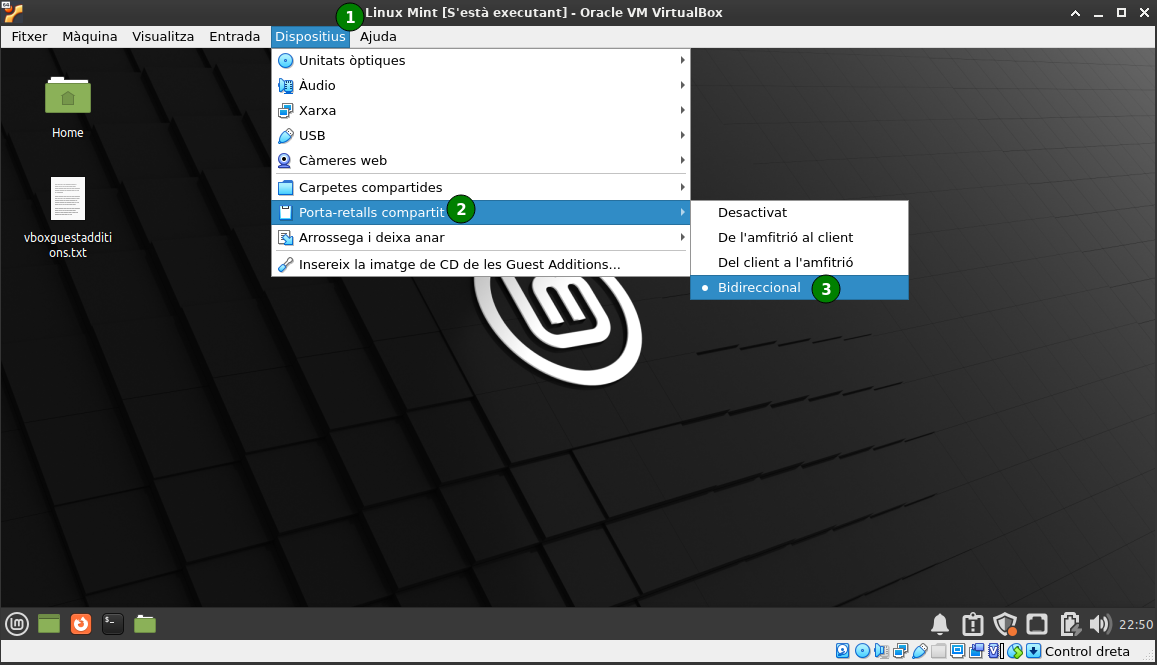 1
Linux Mint [S'està executant] - Oracle VM VirtualBox
Fitxer Màquina Visualitza Entrada Dispositius Ajuda
Unitats òptiques
Àudio
Xarxa
USB
Càmeres web
Carpetes compartides
Porta-retalls compartit 2
Arrossega i deixa anar
Insereix la imatge de CD de les Guest Additions...
Desactivat
De l'amfitrió al client
Del client a l'amfitrió
Bidireccional 3
Home
vboxguestadditi
ons.txt
22:50
Control dreta